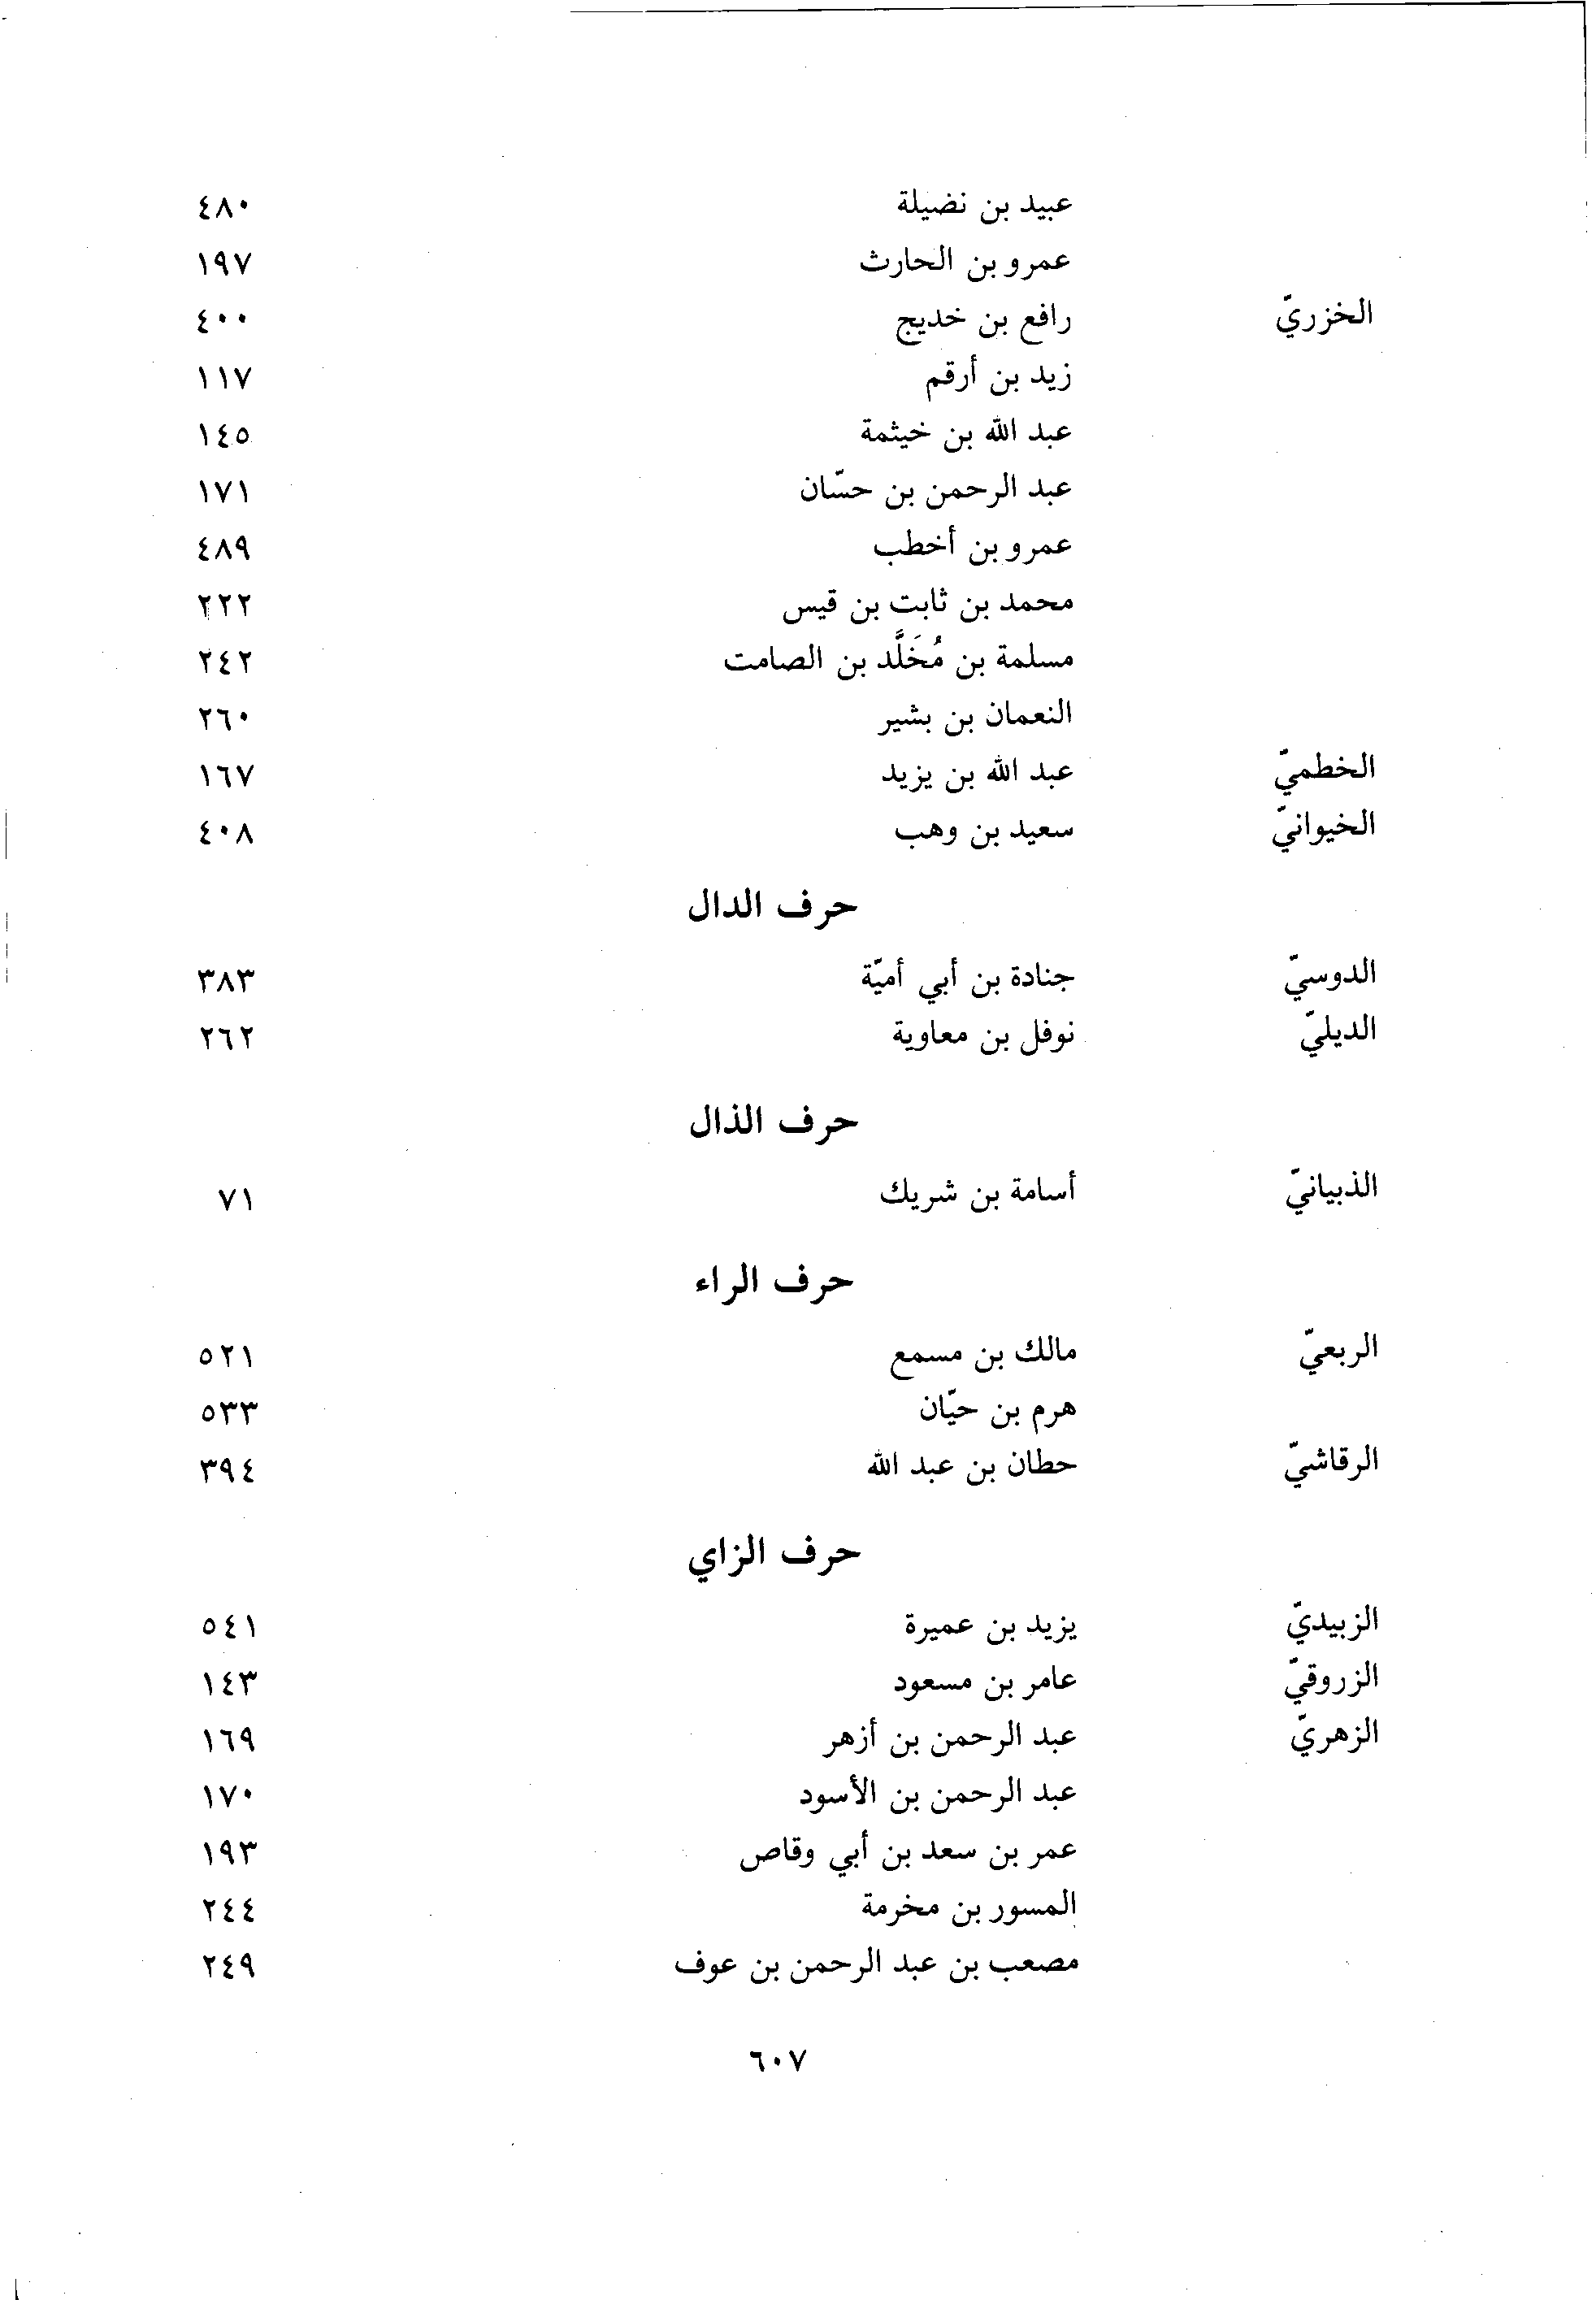 عبيد بن نضيلة ٤٨٠
عمرو بن الحارث ١٩٧
الخزريّ رافع بن خديج ٤٠٠
زيد بن أرقم ١١٧
عبد الله بن خيثمة ١٤٥
عبد الرحمن بن حسّان ١٧١
عمرو بن أخطب ٤٨٩
محمد بن ثابت بن قيس ٢٢٢
مسلمة بن مُخَلَّد بن الصامت ٢٤٢
النعمان بن بشير ٢٦٠
الخطميّ عبد الله بن يزيد ١٦٧
الخيوانيّ سعيد بن وهب ٤٠٨
حرف الدال
الدوسيّ جنادة بن أبي أميّة ٣٨٣
الديليّ نوفل بن معاوية ٢٦٢
حرف الذال
الذبيانيّ أسامة بن شريك ٧١
حرف الراء
الربعيّ مالك بن مسمع ٥٢١
هرم بن حيّان ٥٣٣
الرقاشيّ حطان بن عبد الله ٣٩٤
حرف الزاي
الزبيديّ يزيد بن عميرة ٥٤١
الزروقيّ عامر بن مسعود ١٤٣
الزهريّ عبد الرحمن بن أزهر ١٦٩
عبد الرحمن بن الأسود ١٧٠
عمر بن سعد بن أبي وقاص ١٩٣
المسور بن مخرمة ٢٤٤
مصعب بن عبد الرحمن بن عوف ٢٤٩
٦٠٧